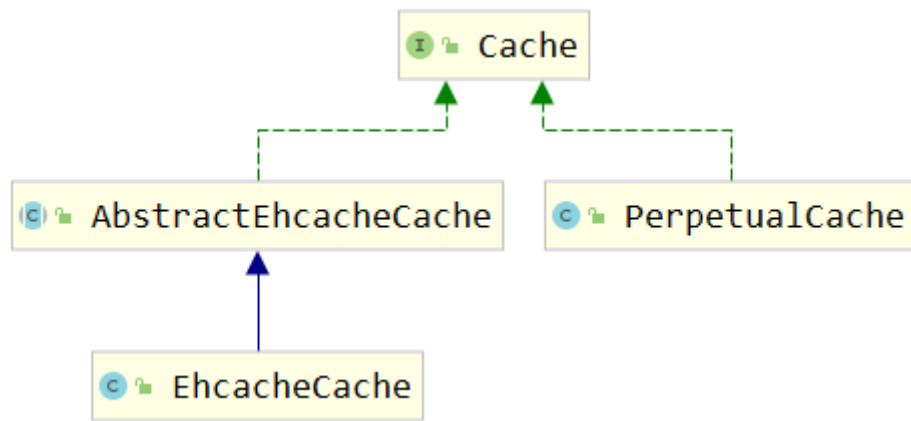 I Cache
C AbstractEhcacheCache
C PerpetualCache
C EhcacheCache